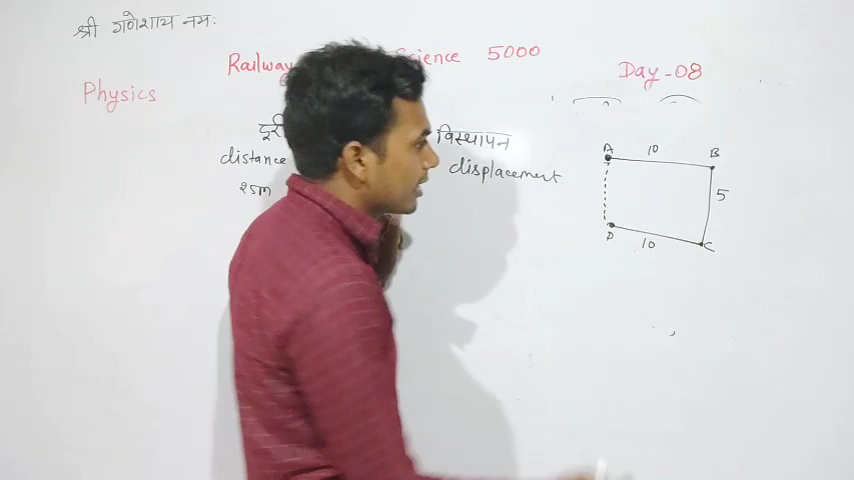 श्री गणेशाय नमः
Railway Science 5000
Day-08
Physics
दूरी विस्थापन
distance displacement
25m
A 10 B
5
D 10 C